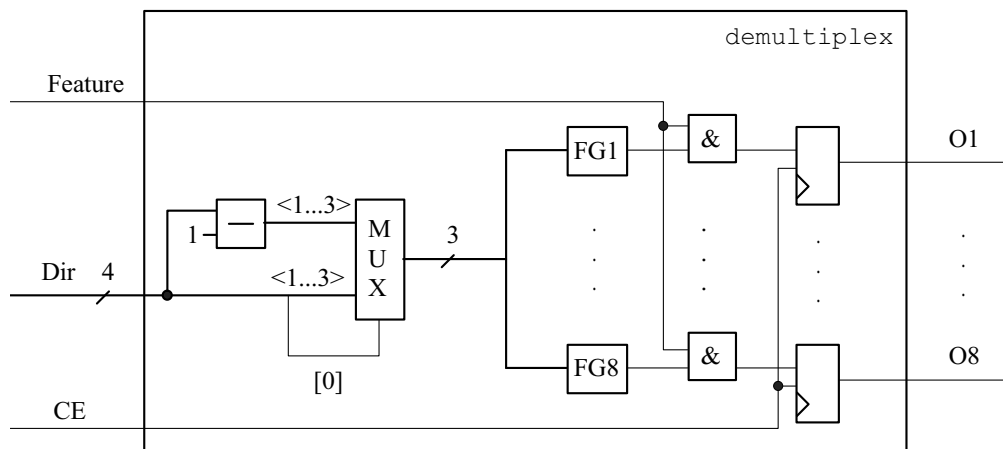 demultiplex
Feature
O1
&
FG1
<1...3>
M
U
X
1
—
3
Dir 4
<1...3>
&
O8
FG8
[0]
CE